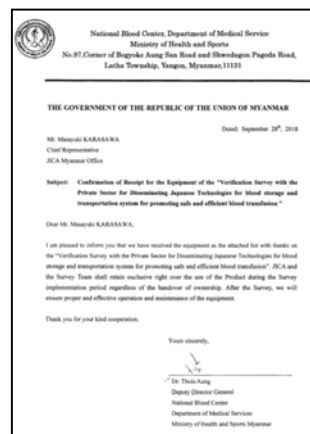 National Blood Center, Department of Medical Service
Ministry of Health and Sports
No.97, Corner of Bogyoke Aung San Road and Shwedagon Pagoda Road,
Latha Township, Yangon, Myanmar,11131
THE GOVERNMENT OF THE REPUBLIC OF THE UNION OF MYANMAR
Dated: September 28th, 2018
Mr. Masayuki KARASAWA
Chief Representative
JICA Myanmar Office
Subject: Confirmation of Receipt for the Equipment of the "Verification Survey with the
Private Sector for Disseminating Japanese Technologies for blood storage and
transportation system for promoting safe and efficient blood transfusion "
Dear Mr. Masayuki KARASAWA,
I am pleased to inform you that we have received the equipment as the attached for with thanks on
the "Verification Survey with the Private Sector for Disseminating Japanese Technologies for blood
storage and transportation system for promoting safe and efficient blood transfusion". JICA and
the Survey Team shall retain exclusive right over the use of the Product during the Survey
implementation period regardless of the handover of ownership. After the Survey, we will
ensure proper and effective operation and maintenance of the equipment.
Thank you for your kind cooperation.
Yours sincerely,
Dr. Thida Aung
Deputy Director General
National Blood Center
Department of Medical Services
Ministry of Health and Sports Myanmar